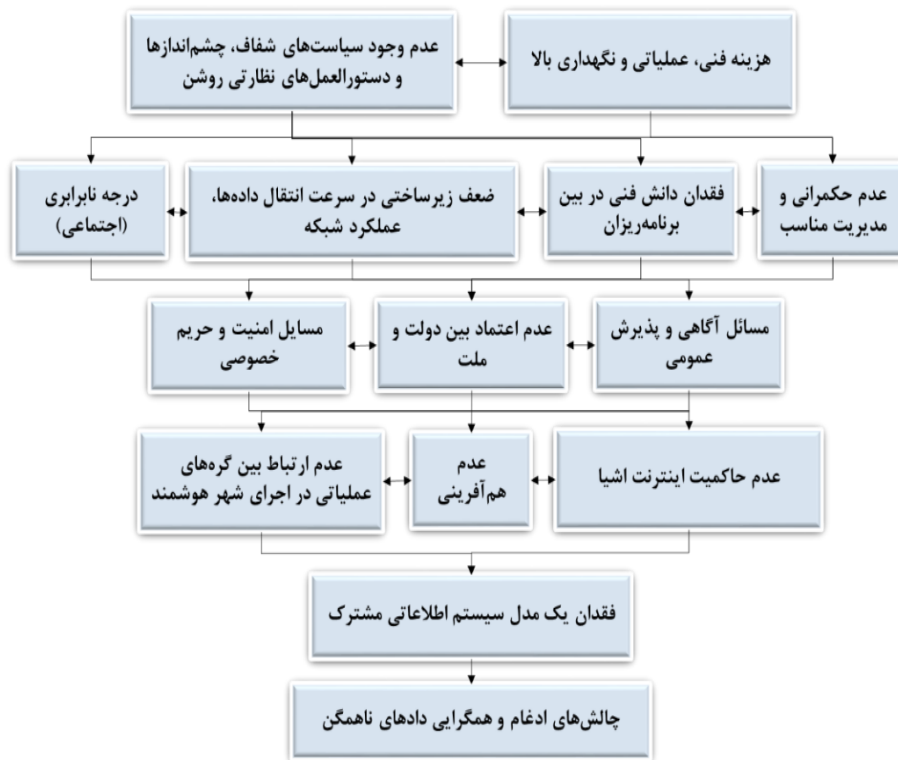 هزینه فنی، عملیاتی و نگهداری بالا
عدم وجود سیاست‌های شفاف، چشم‌اندازها
و دستورالعمل‌های نظارتی روشن
عدم حکمرانی و
مدیریت مناسب
فقدان دانش فنی در بین
برنامه‌ریزان
ضعف زیرساختی در سرعت انتقال داده‌ها،
عملکرد شبکه
درجه نابرابری
(اجتماعی)
مسائل آگاهی و پذیرش
عمومی
عدم اعتماد بین دولت و
ملت
مسایل امنیت و حریم
خصوصی
عدم حاکمیت اینترنت اشیا
عدم
هم‌آفرینی
عدم ارتباط بین گره‌های
عملیاتی در اجرای شهر هوشمند
فقدان یک مدل سیستم اطلاعاتی مشترک
چالش‌های ادغام و همگرایی دادهای ناهمگن